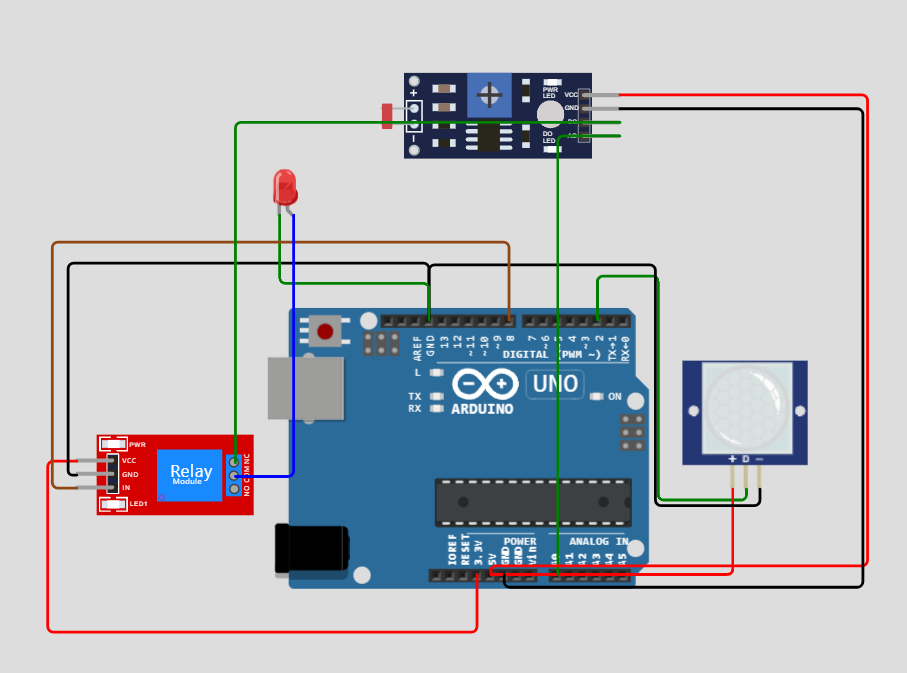 +
PWR
LED
VCC
GND
DO
LED
AREF
GND
13
12
~11
~10
~9
8
7
~6
5
4
~3
2
TX→1
RX←0
DIGITAL (PWM ~)
L
TX
RX
UNO
ARDUINO
ON
PWR
VCC
GND
IN
LED1
Relay
Module
NO COM NC
+ D −
POWER
ANALOG IN
IOREF
RESET
3.3V
5V
GND
GND
Vin
A0
A1
A2
A3
A4
A5